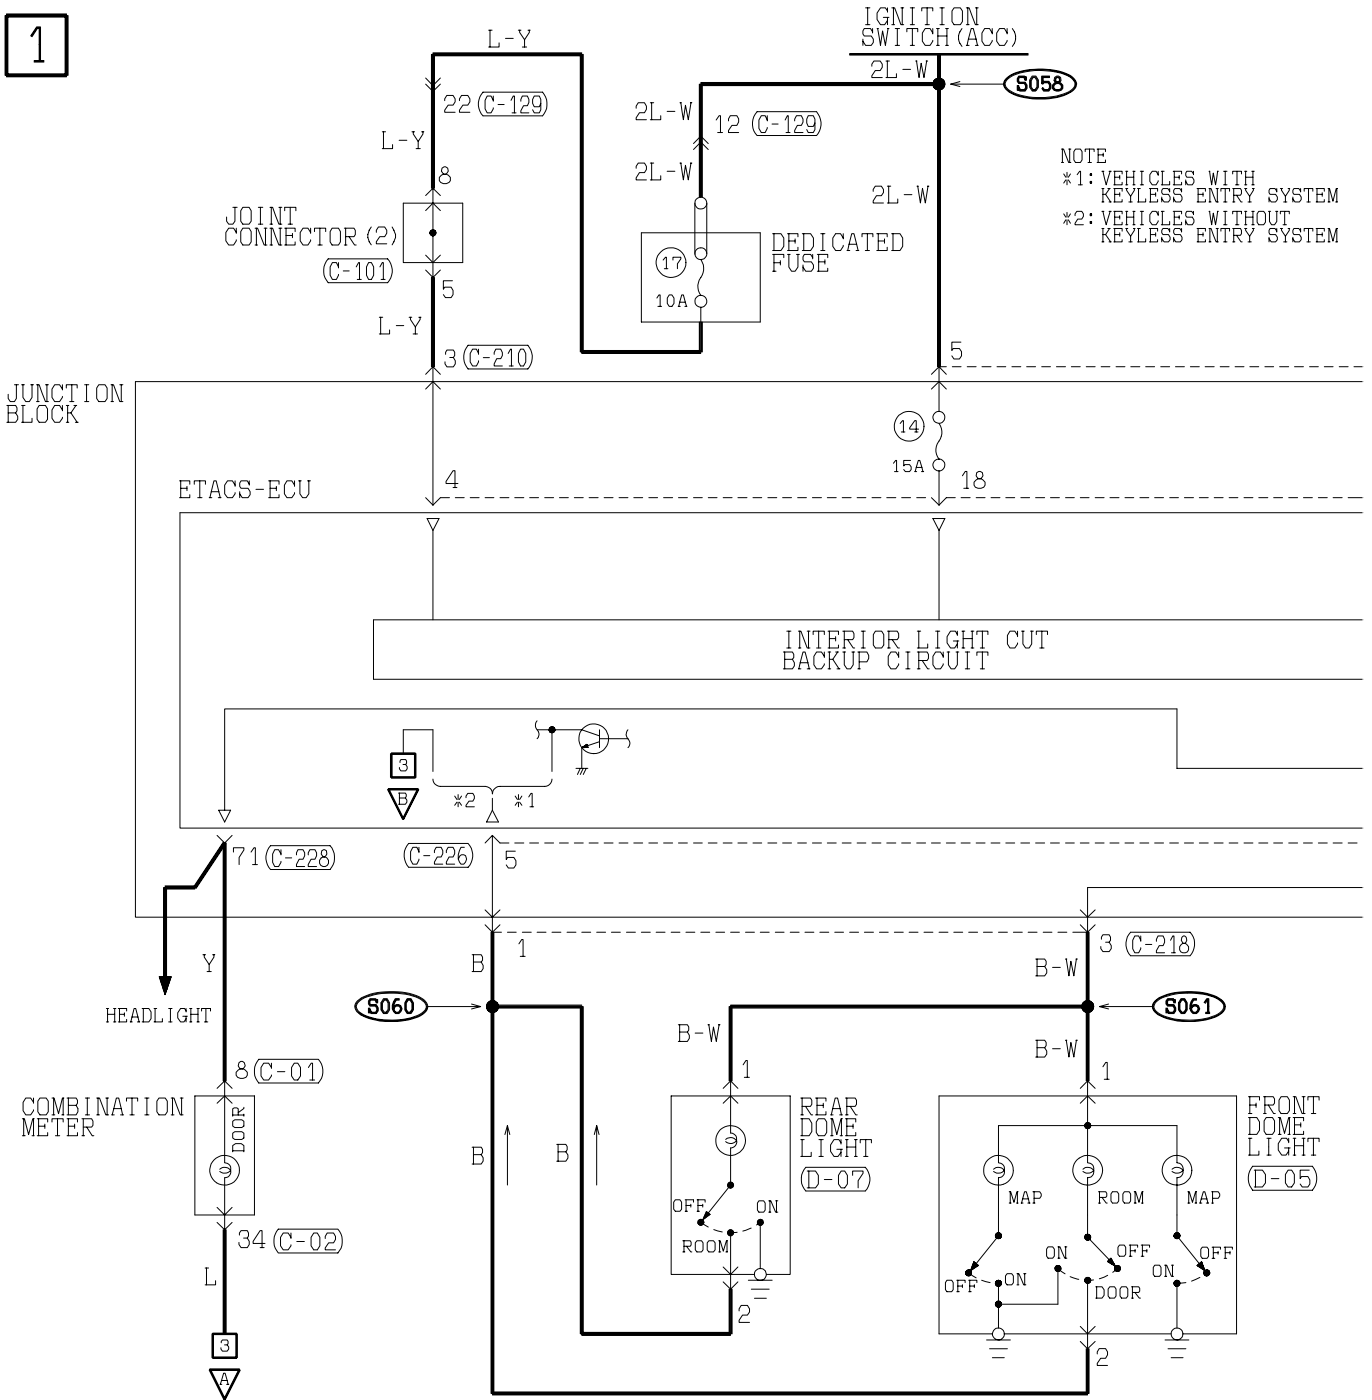 1
L-Y
IGNITION
SWITCH(ACC)
2L-W
S058
22 (C-129)
2L-W
12 (C-129)
L-Y
2L-W
2L-W
NOTE
*1: VEHICLES WITH
KEYLESS ENTRY SYSTEM
*2: VEHICLES WITHOUT
KEYLESS ENTRY SYSTEM
8
JOINT
CONNECTOR(2)
(C-101)
5
L-Y
3 (C-210)
DEDICATED
FUSE
17
10A
5
JUNCTION
BLOCK
14
15A
ETACS-ECU
4
18
INTERIOR LIGHT CUT
BACKUP CIRCUIT
3
B
*2
*1
71 (C-228)
(C-226)
5
1
3 (C-218)
Y
B
B-W
HEADLIGHT
S060
S061
B-W
B-W
8 (C-01)
1
1
COMBINATION
METER
DOOR
34 (C-02)
L
3
A
B
B
REAR
DOME
LIGHT
(D-07)
OFF
ON
ROOM
2
FRONT
DOME
LIGHT
(D-05)
MAP
ROOM
MAP
OFF
ON
ON
OFF
DOOR
ON
OFF
2